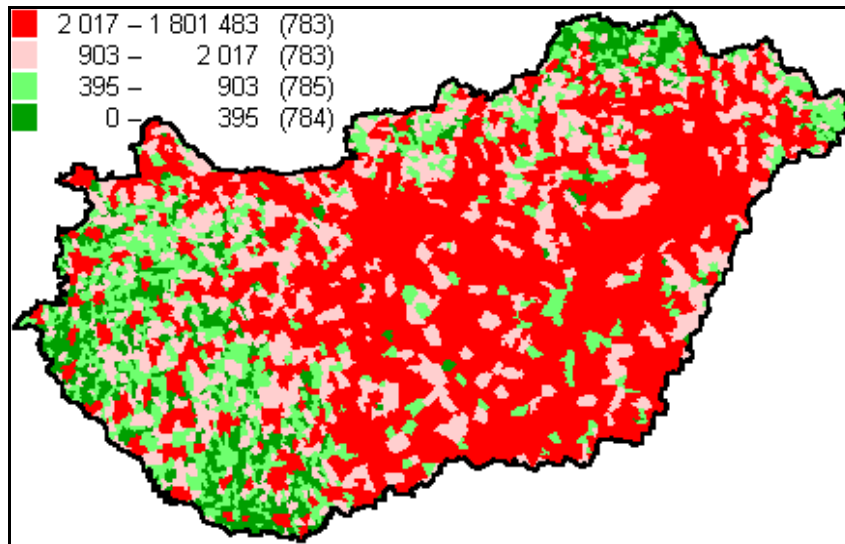 2 017 – 1 801 483 (783)
903 – 2 017 (783)
395 – 903 (785)
0 – 395 (784)